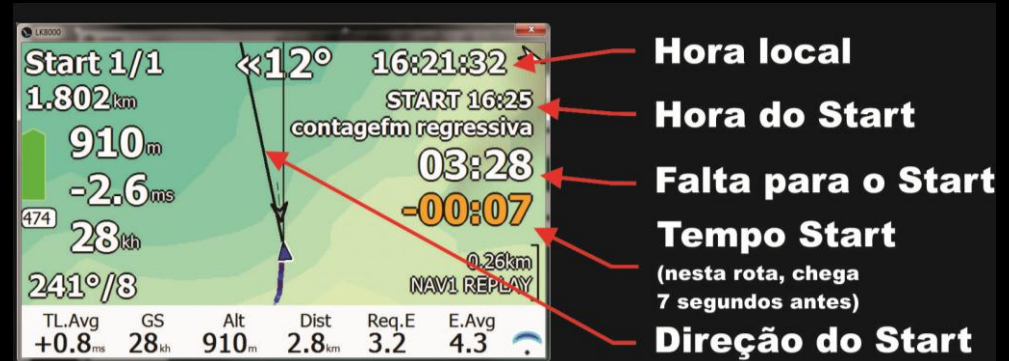 LK8000
Start 1/1
«12°
16:21:32
1.802km
START 16:25
contagefm regressiva
910m
03:28
-2.6ms
-00:07
474
28kh
0.26km
241°/8
NAV1 REPLAY
TL.Avg GS Alt Dist Req.E E.Avg
+0.8ms 28kh 910m 2.8km 3.2 4.3
Hora local
Hora do Start
Falta para o Start
Tempo Start
(nesta rota, chega
7 segundos antes)
Direção do Start